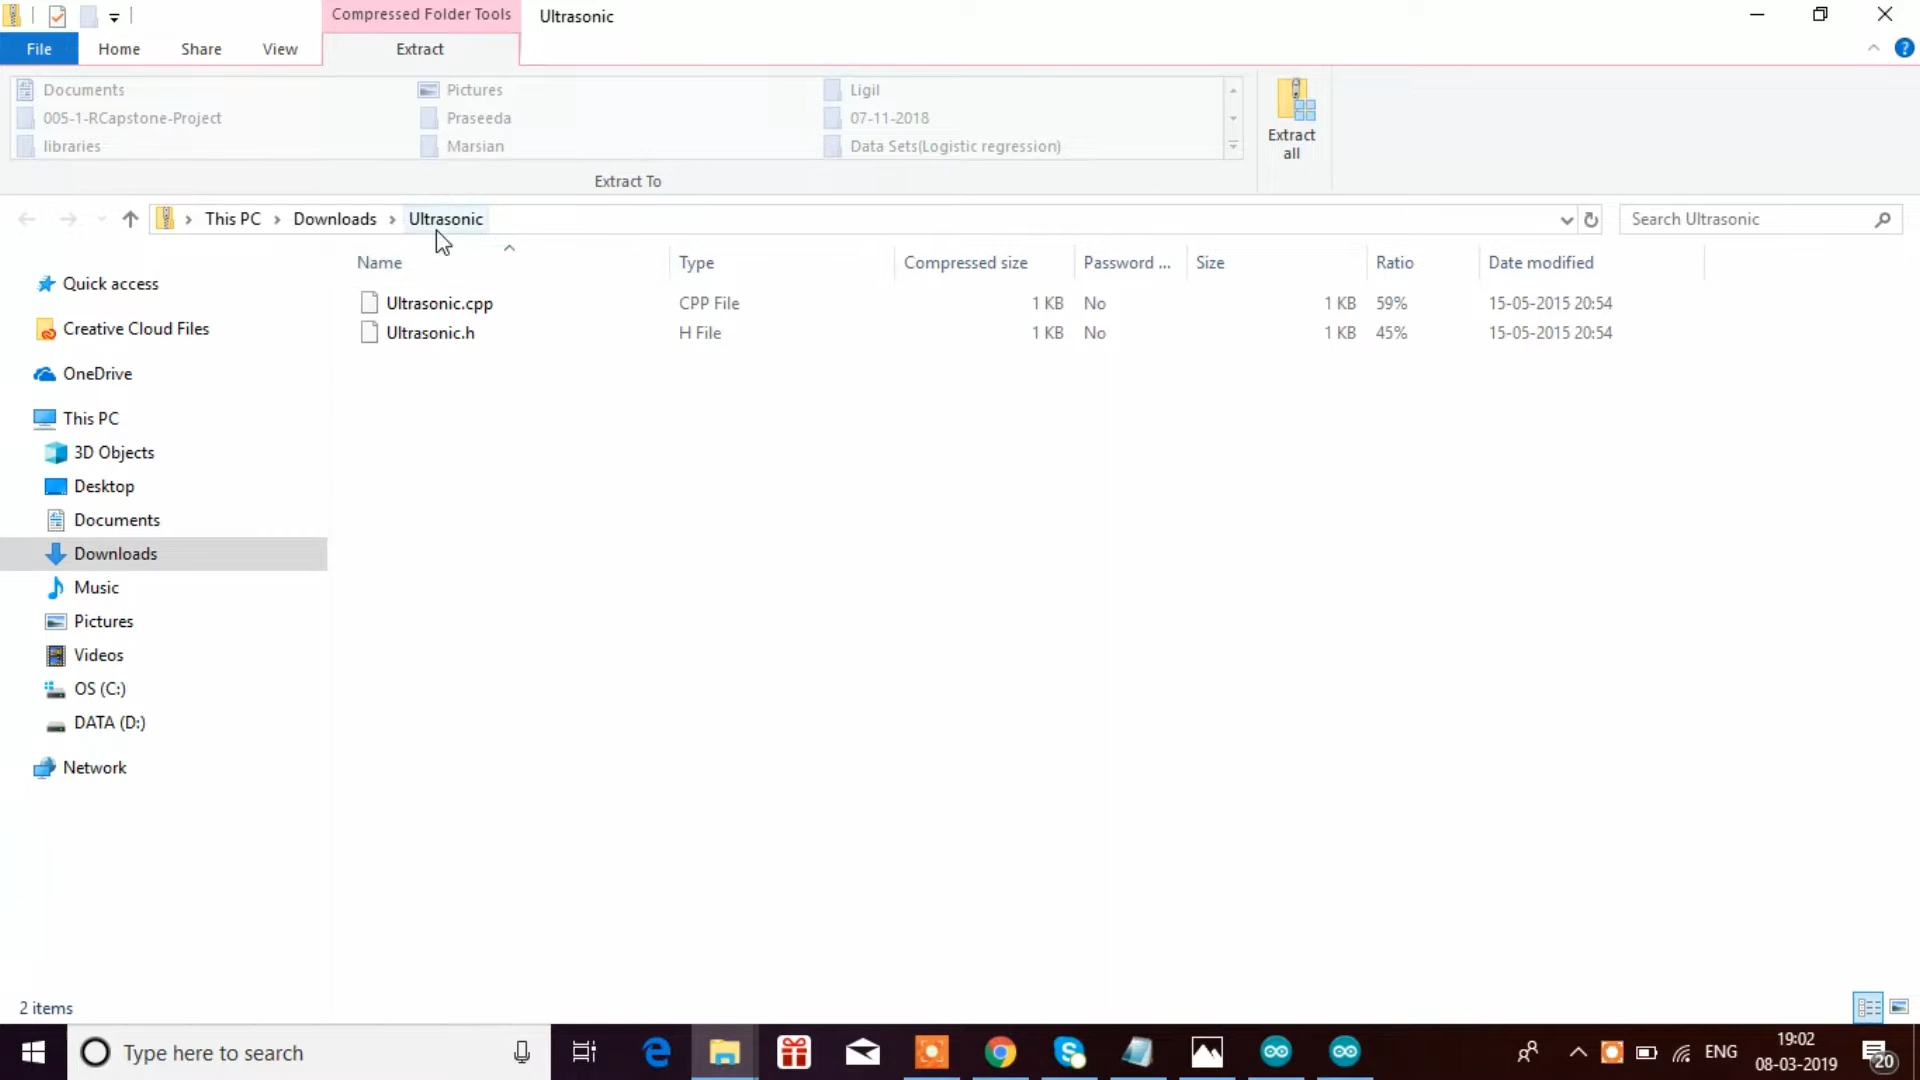 Compressed Folder Tools
Ultrasonic
File
Home
Share
View
Extract
Documents
Pictures
Ligil
005-1-RCapstone-Project
Praseeda
07-11-2018
libraries
Marsian
Data Sets(Logistic regression)
Extract To
Extract
all
This PC
Downloads
Ultrasonic
Search Ultrasonic
Name
Type
Compressed size
Password ...
Size
Ratio
Date modified
Ultrasonic.cpp
CPP File
1 KB
No
1 KB
59%
15-05-2015 20:54
Ultrasonic.h
H File
1 KB
No
1 KB
45%
15-05-2015 20:54
Quick access
Creative Cloud Files
OneDrive
This PC
3D Objects
Desktop
Documents
Downloads
Music
Pictures
Videos
OS (C:)
DATA (D:)
Network
2 items
Type here to search
ENG
19:02
08-03-2019
20